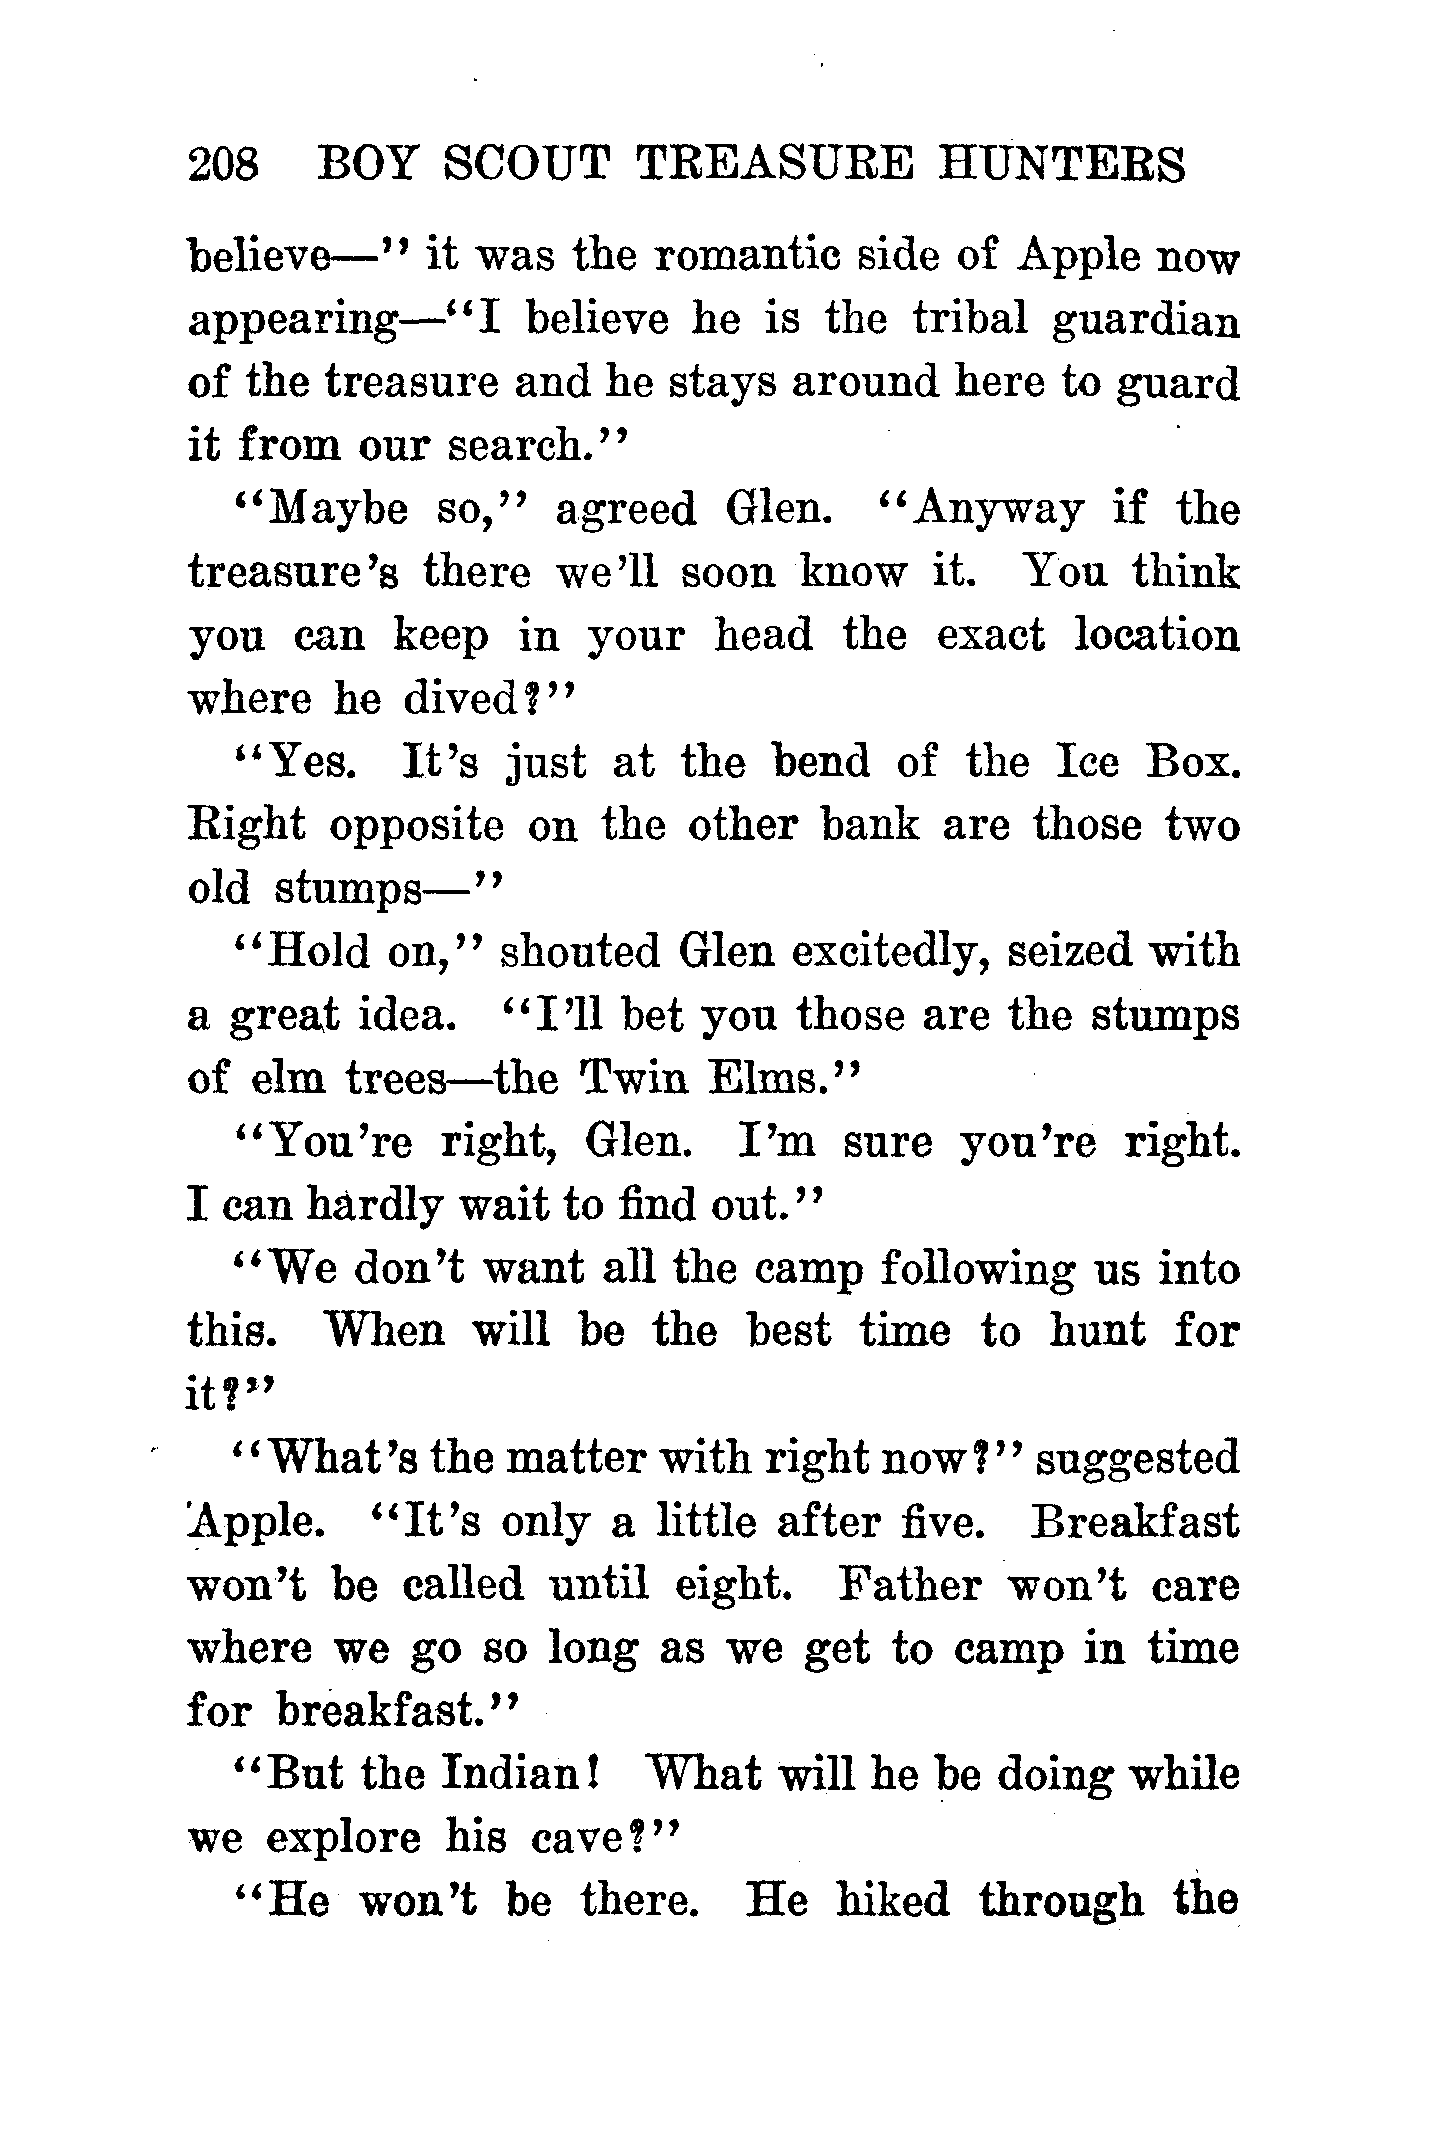 208 BOY SCOUT TREASURE HUNTERS
believe—" it was the romantic side of Apple now
appearing—"I believe he is the tribal guardian
of the treasure and he stays around here to guard
it from our search."
"Maybe so," agreed Glen. "Anyway if the
treasure's there we'll soon know it. You think
you can keep in your head the exact location
where he dived?"
"Yes. It's just at the bend of the Ice Box.
Right opposite on the other bank are those two
old stumps—"
"Hold on," shouted Glen excitedly, seized with
a great idea. "I'll bet you those are the stumps
of elm trees—the Twin Elms."
"You're right, Glen. I'm sure you're right.
I can hardly wait to find out."
"We don't want all the camp following us into
this. When will be the best time to hunt for
it?"
"What's the matter with right now?" suggested
Apple. "It's only a little after five. Breakfast
won't be called until eight. Father won't care
where we go so long as we get to camp in time
for breakfast."
"But the Indian! What will he be doing while
we explore his cave?"
"He won't be there. He hiked through the